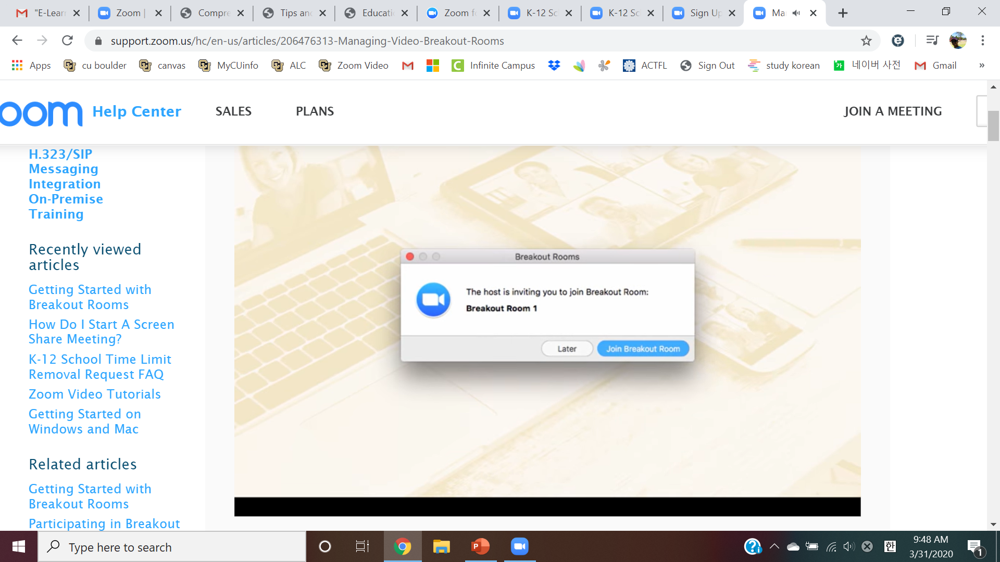 "E-Lear
Zoom |
Compre
Tips and
Educati
Zoom fo
K-12 Sc
K-12 Sc
Sign Up
Ma
support.zoom.us/hc/en-us/articles/206476313-Managing-Video-Breakout-Rooms
Apps
cu boulder
canvas
MyCUinfo
ALC
Zoom Video
Infinite Campus
ACTFL
Sign Out
study korean
네이버 사전
Gmail
»
oom Help Center
SALES
PLANS
JOIN A MEETING
H.323/SIP
Messaging
Integration
On-Premise
Training
Recently viewed
articles
Getting Started with
Breakout Rooms
How Do I Start A Screen
Share Meeting?
K-12 School Time Limit
Removal Request FAQ
Zoom Video Tutorials
Getting Started on
Windows and Mac
Related articles
Getting Started with
Breakout Rooms
Participating in Breakout
Breakout Rooms
The host is inviting you to join Breakout Room:
Breakout Room 1
Later
Join Breakout Room
Type here to search
한
9:48 AM
3/31/2020
1